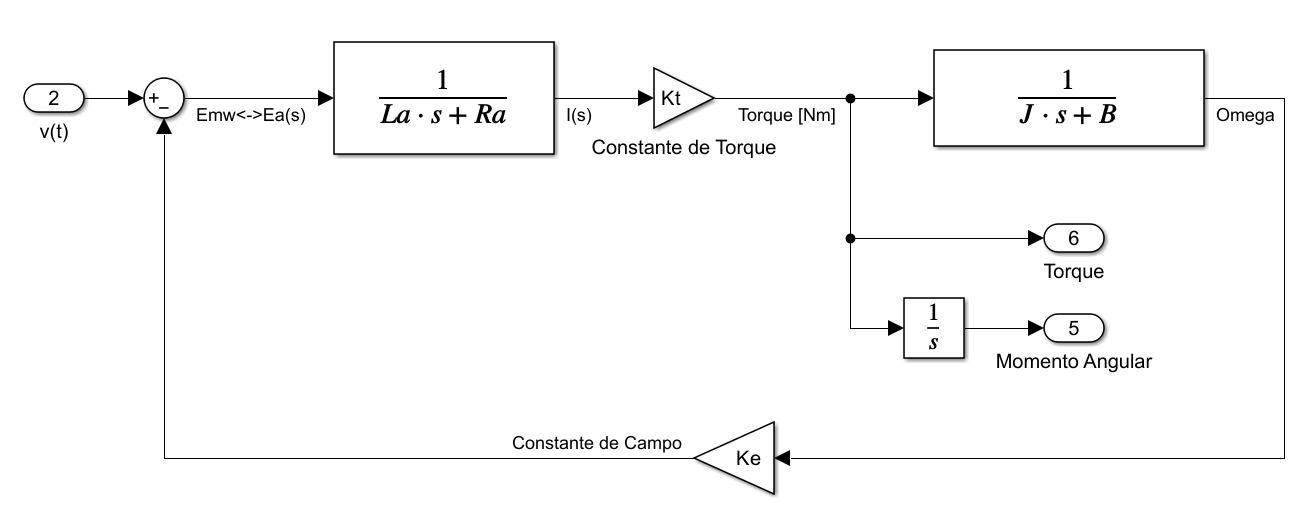 2
v(t)
+
−
Emw<->Ea(s)
1
La · s + Ra
I(s)
Kt
Constante de Torque
Torque [Nm]
1
J · s + B
Omega
6
Torque
1
s
5
Momento Angular
Constante de Campo
Ke